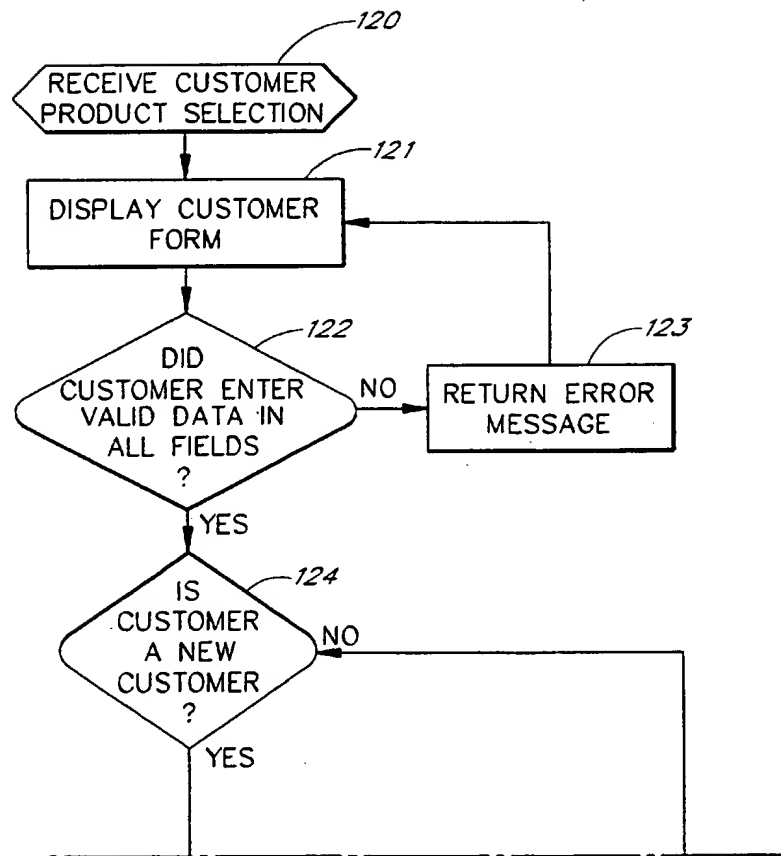 120
RECEIVE CUSTOMER
PRODUCT SELECTION
121
DISPLAY CUSTOMER
FORM
122
DID
CUSTOMER ENTER
VALID DATA IN
ALL FIELDS
?
NO
123
RETURN ERROR
MESSAGE
YES
124
IS
CUSTOMER
A NEW
CUSTOMER
?
NO
YES